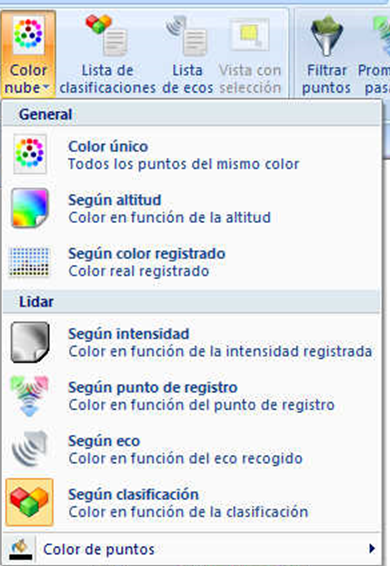 Color
nube
Lista de
clasificaciones
Lista
de ecos
Vista con
selección
Filtrar
puntos
General
Color único
Todos los puntos del mismo color
Según altitud
Color en función de la altitud
Según color registrado
Color real registrado
Lidar
Según intensidad
Color en función de la intensidad registrada
Según punto de registro
Color en función del punto de registro
Según eco
Color en función del eco recogido
Según clasificación
Color en función de la clasificación
Color de puntos